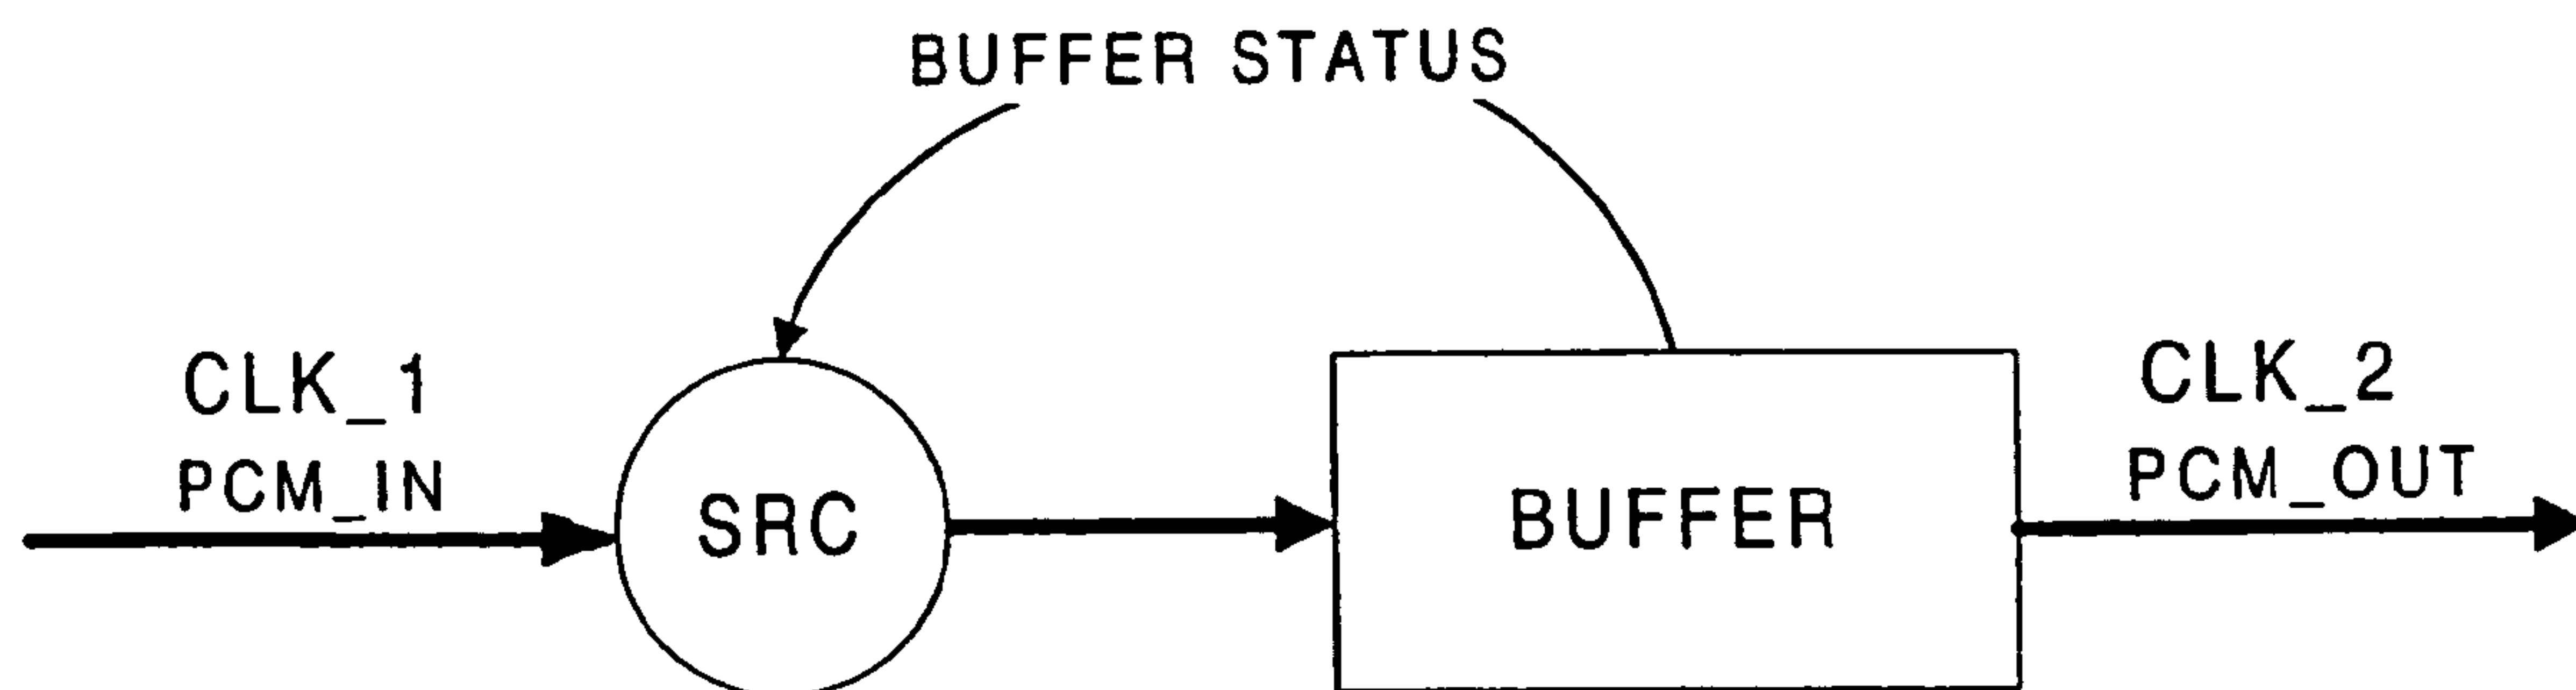 BUFFER STATUS
CLK_1
PCM_IN
SRC
BUFFER
CLK_2
PCM_OUT